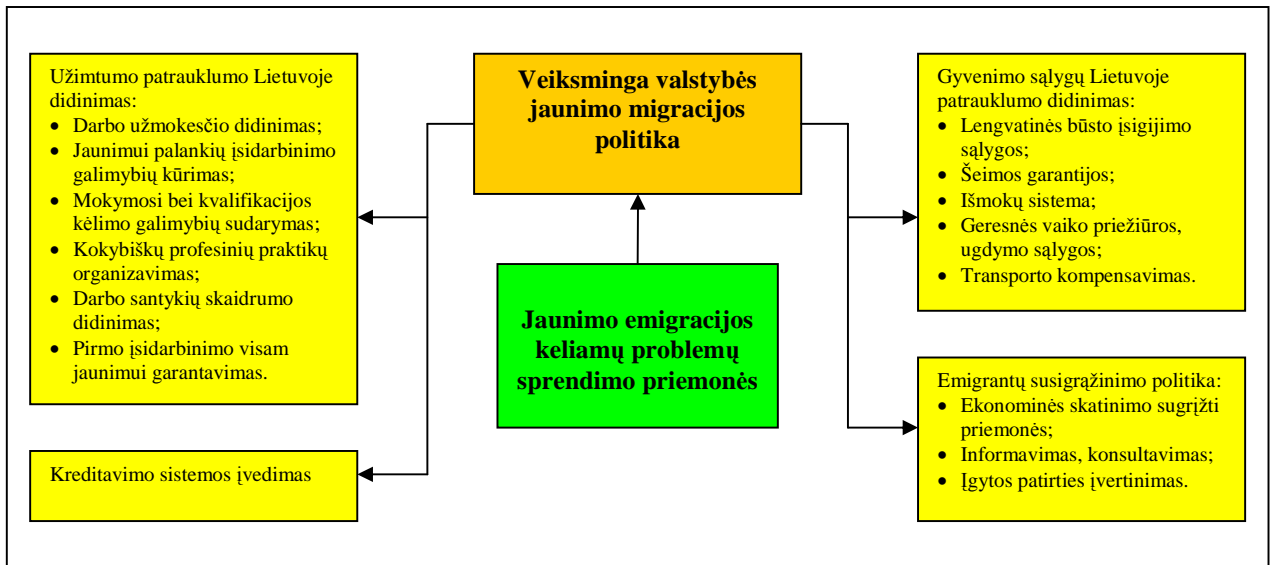 Užimtumo patrauklumo Lietuvoje
didinimas:
• Darbo užmokesčio didinimas;
• Jaunimui palankių įsidarbinimo
galimybių kūrimas;
• Mokymosi bei kvalifikacijos
kėlimo galimybių sudarymas;
• Kokybiškų profesinių praktikų
organizavimas;
• Darbo santykių skaidrumo
didinimas;
• Pirmo įsidarbinimo visam
jaunimui garantavimas.
Kreditavimo sistemos įvedimas
Veiksminga valstybės
jaunimo migracijos
politika
Jaunimo emigracijos
keliamų problemų
sprendimo priemonės
Gyvenimo sąlygų Lietuvoje
patrauklumo didinimas:
• Lengvatinės būsto įsigijimo
sąlygos;
• Šeimos garantijos;
• Išmokų sistema;
• Geresnės vaiko priežiūros,
ugdymo sąlygos;
• Transporto kompensavimas.
Emigrantų susigrąžinimo politika:
• Ekonominės skatinimo sugrįžti
priemonės;
• Informavimas, konsultavimas;
• Įgytos patirties įvertinimas.